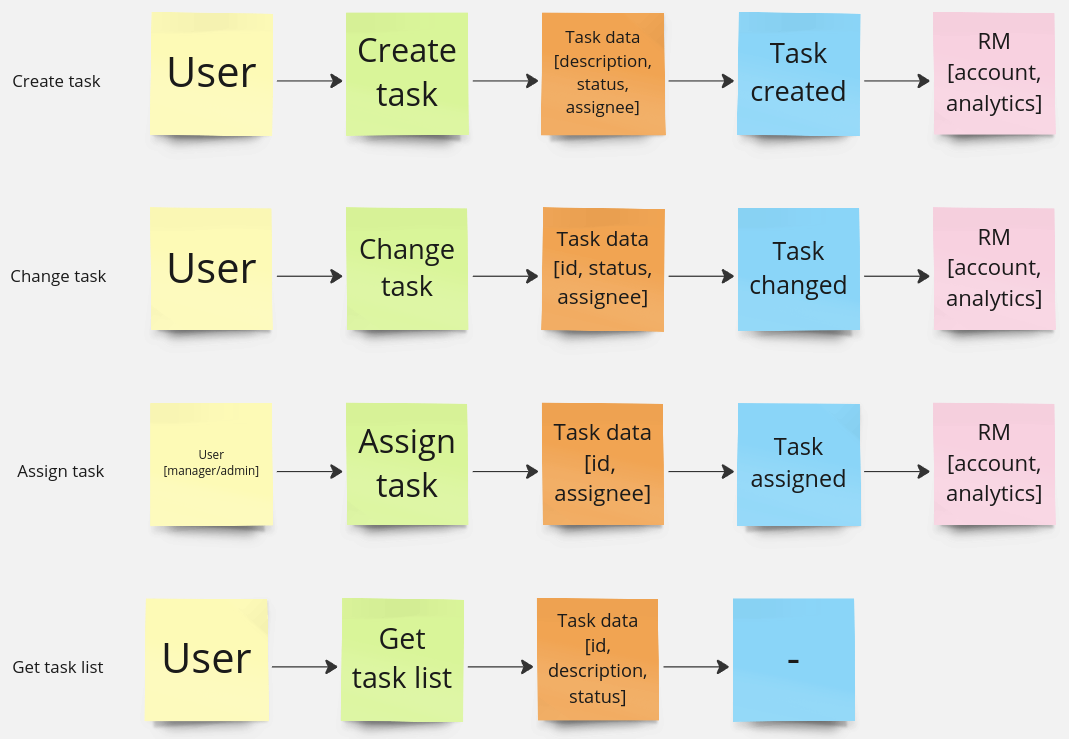 Create task
User
Create
task
Task data
[description,
status,
assignee]
Task
created
RM
[account,
analytics]
Change task
User
Change
task
Task data
[id, status,
assignee]
Task
changed
RM
[account,
analytics]
Assign task
User
[manager/admin]
Assign
task
Task data
[id,
assignee]
Task
assigned
RM
[account,
analytics]
Get task list
User
Get
task list
Task data
[id,
description,
status]
-